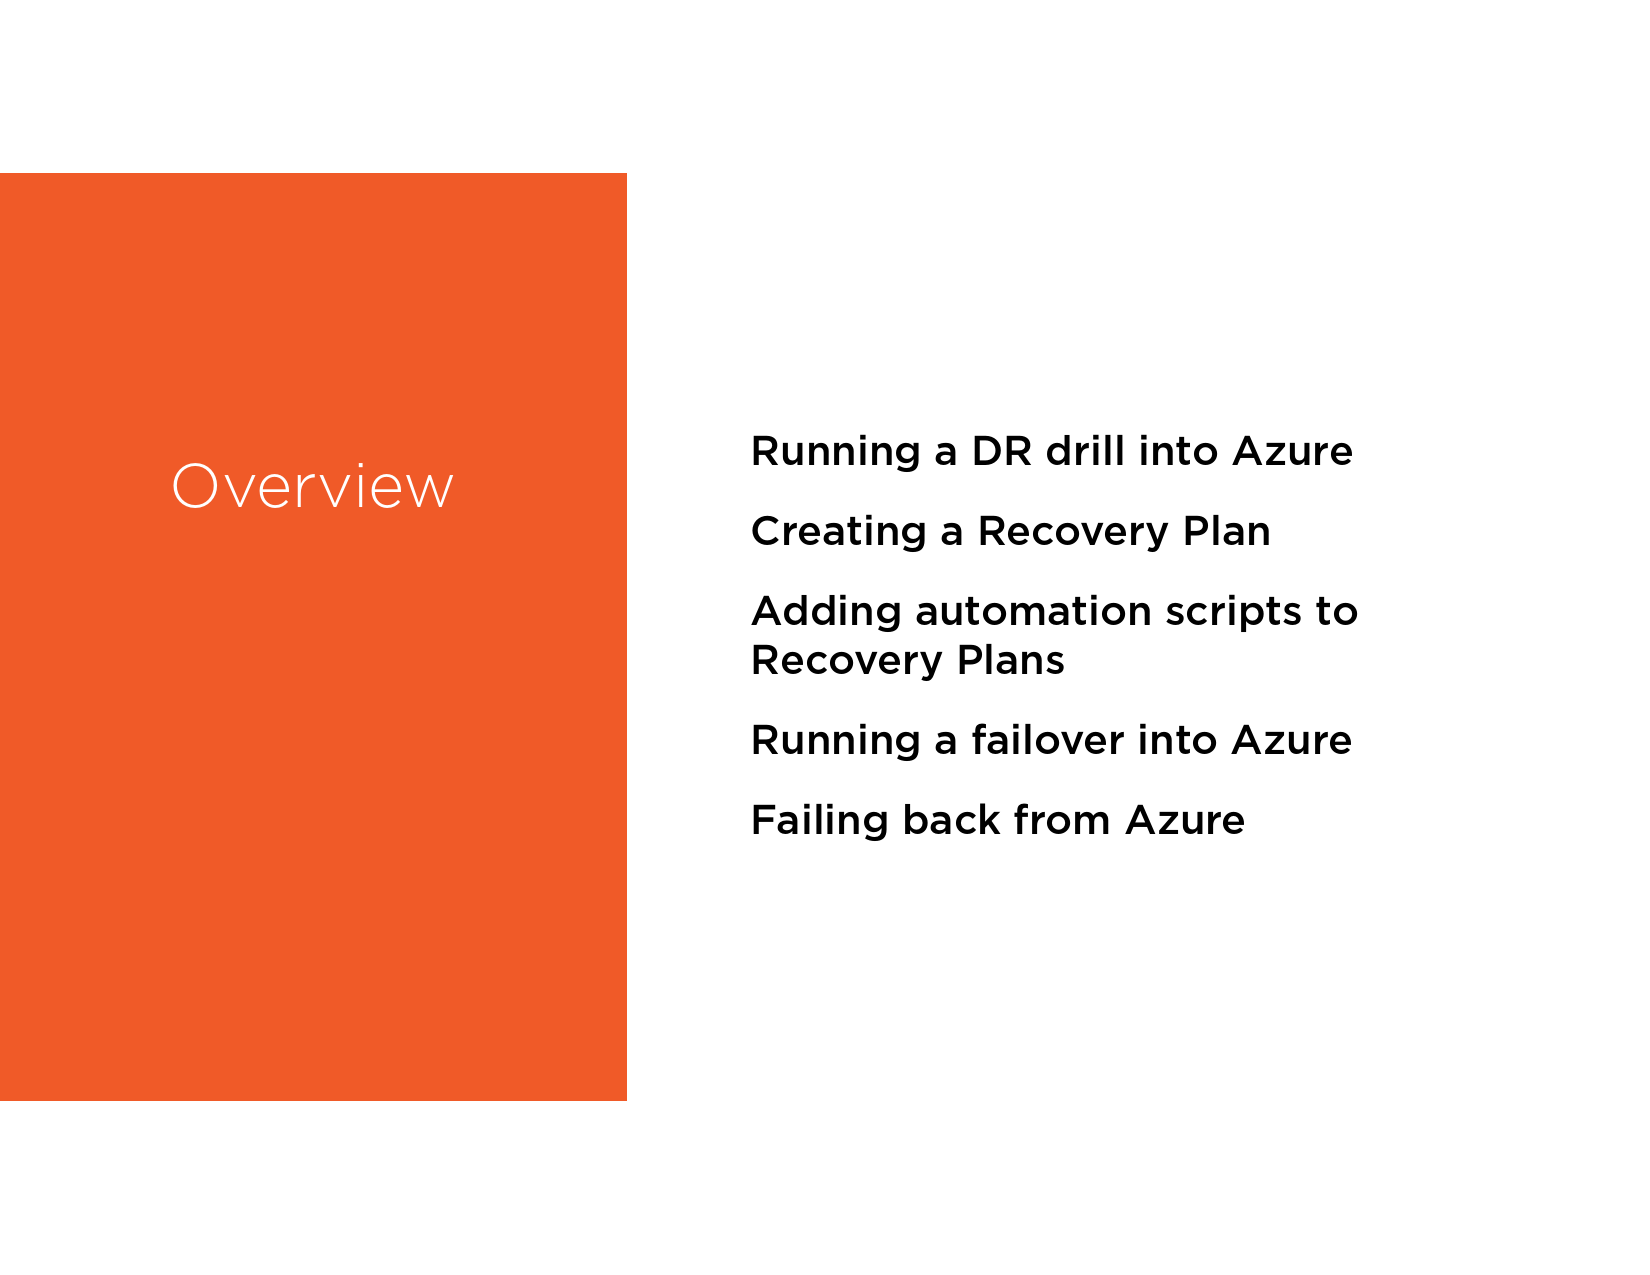 Overview
Running a DR drill into Azure
Creating a Recovery Plan
Adding automation scripts to
Recovery Plans
Running a failover into Azure
Failing back from Azure